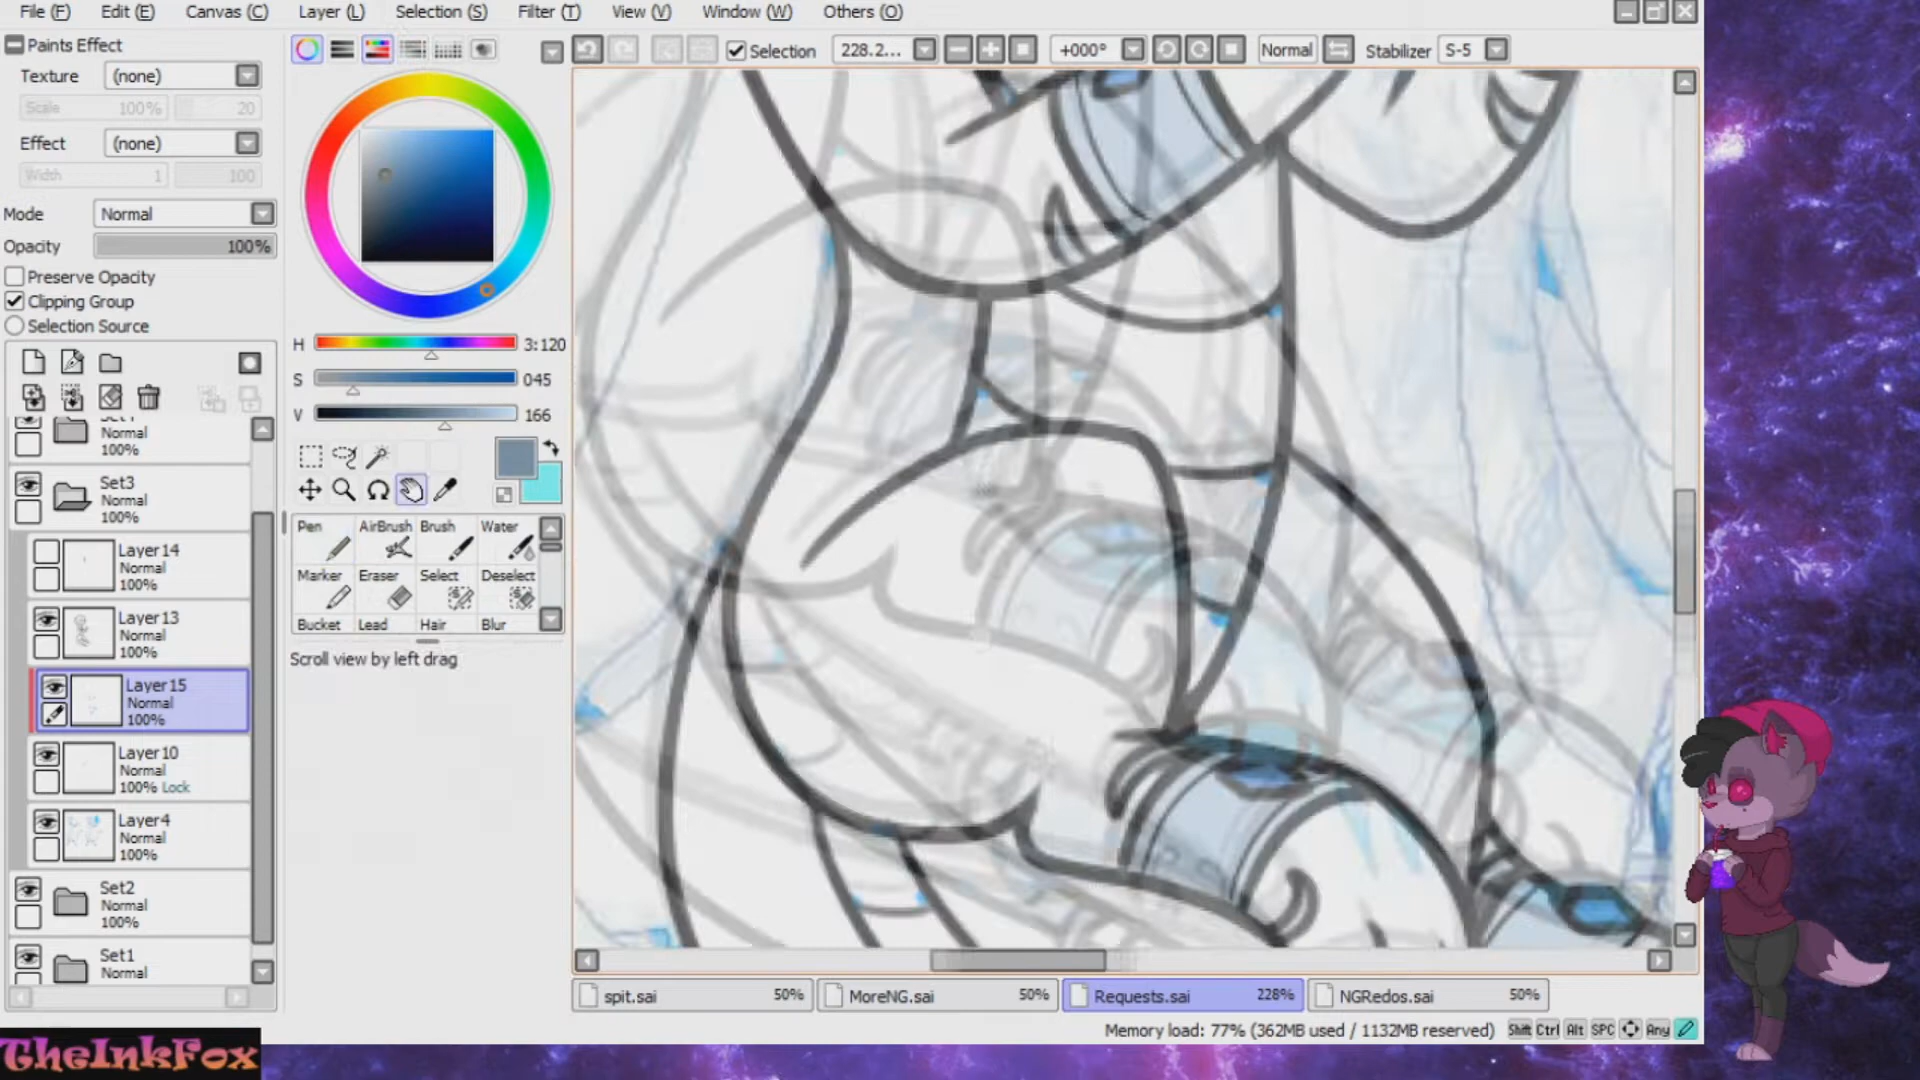 File (F) Edit (E) Canvas (C) Layer (L) Selection (S) Filter (T) View (V) Window (W) Others (O)
Paints Effect
Texture (none)
Scale 100% 20
Effect (none)
Width 1 100
Mode Normal
Opacity 100%
Preserve Opacity
Clipping Group
Selection Source
Normal
100%
Set3
Normal
100%
Layer14
Normal
100%
Layer13
Normal
100%
Layer15
Normal
100%
Layer10
Normal
100% Lock
Layer4
Normal
100%
Set2
Normal
100%
Set1
Normal
H 3:120
S 045
V 166
Pen AirBrush Brush Water
Marker Eraser Select Deselect
Bucket Lead Hair Blur
Scroll view by left drag
Selection 228.2... +000° Normal Stabilizer S-5
spit.sai 50% MoreNG.sai 50% Requests.sai 228% NGRedos.sai 50%
Memory load: 77% (362MB used / 1132MB reserved) Shift Ctrl Alt SPC Any
TheInkFox